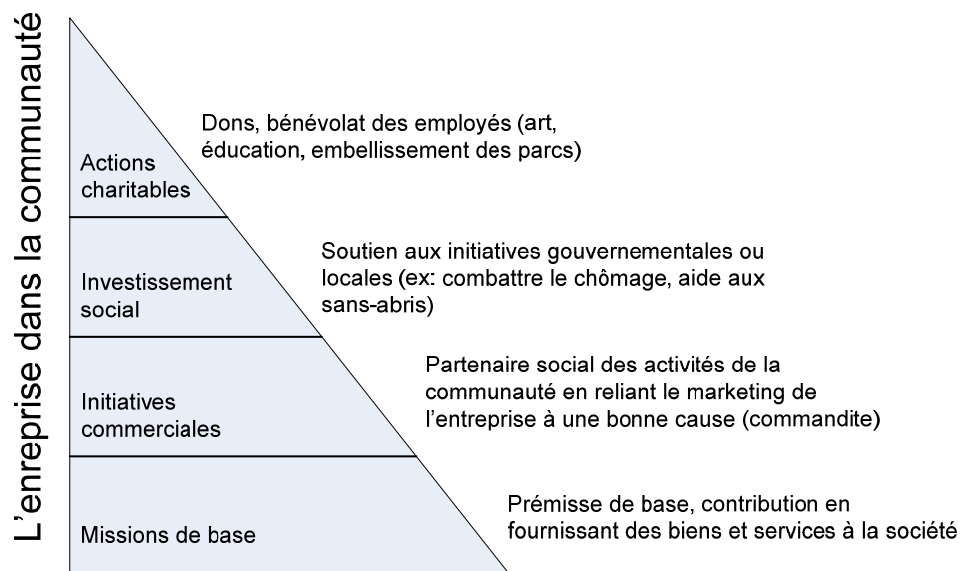 L'enreprise dans la communauté
Actions
charitables
Dons, bénévolat des employés (art,
éducation, embellissement des parcs)
Investissement
social
Soutien aux initiatives gouvernementales ou
locales (ex: combattre le chômage, aide aux
sans-abris)
Initiatives
commerciales
Partenaire social des activités de la
communauté en reliant le marketing de
l'entreprise à une bonne cause (commandite)
Missions de base
Prémisse de base, contribution en
fournissant des biens et services à la société